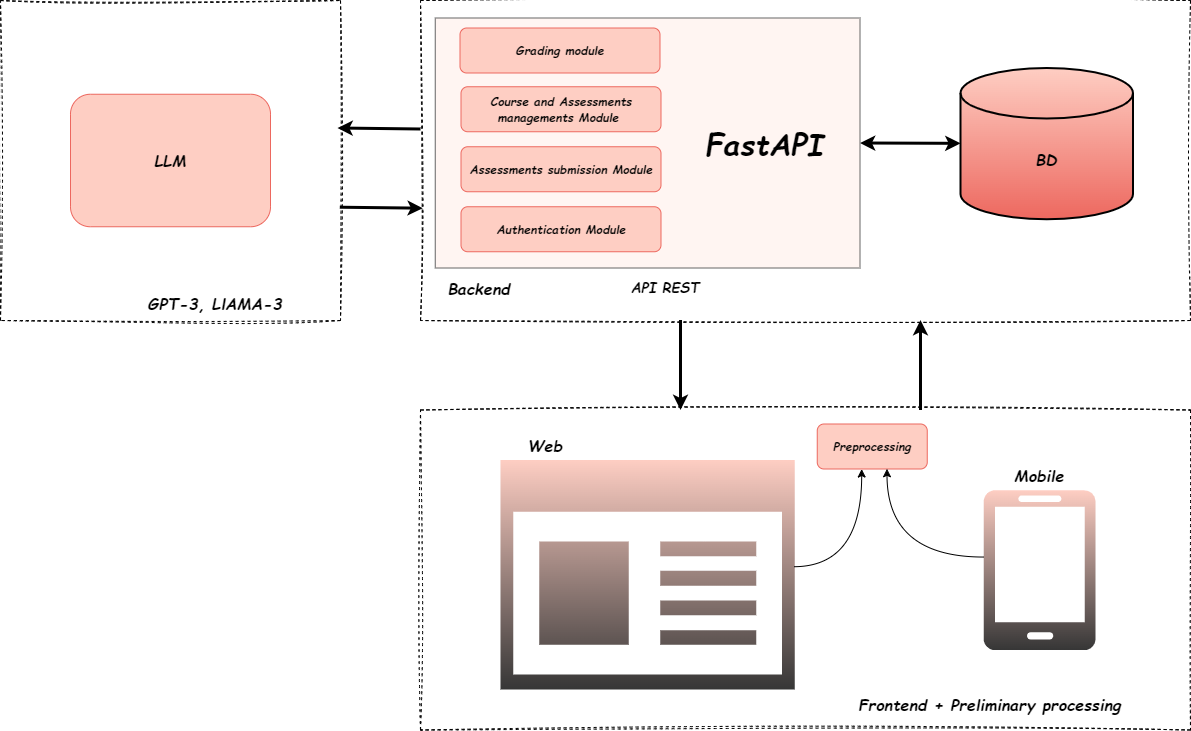 LLM
GPT-3, LlAMA-3
Grading module
Course and Assessments
managements Module
Assessments submission Module
Authentication Module
FastAPI
BD
Backend
API REST
Web
Preprocessing
Mobile
Frontend + Preliminary processing